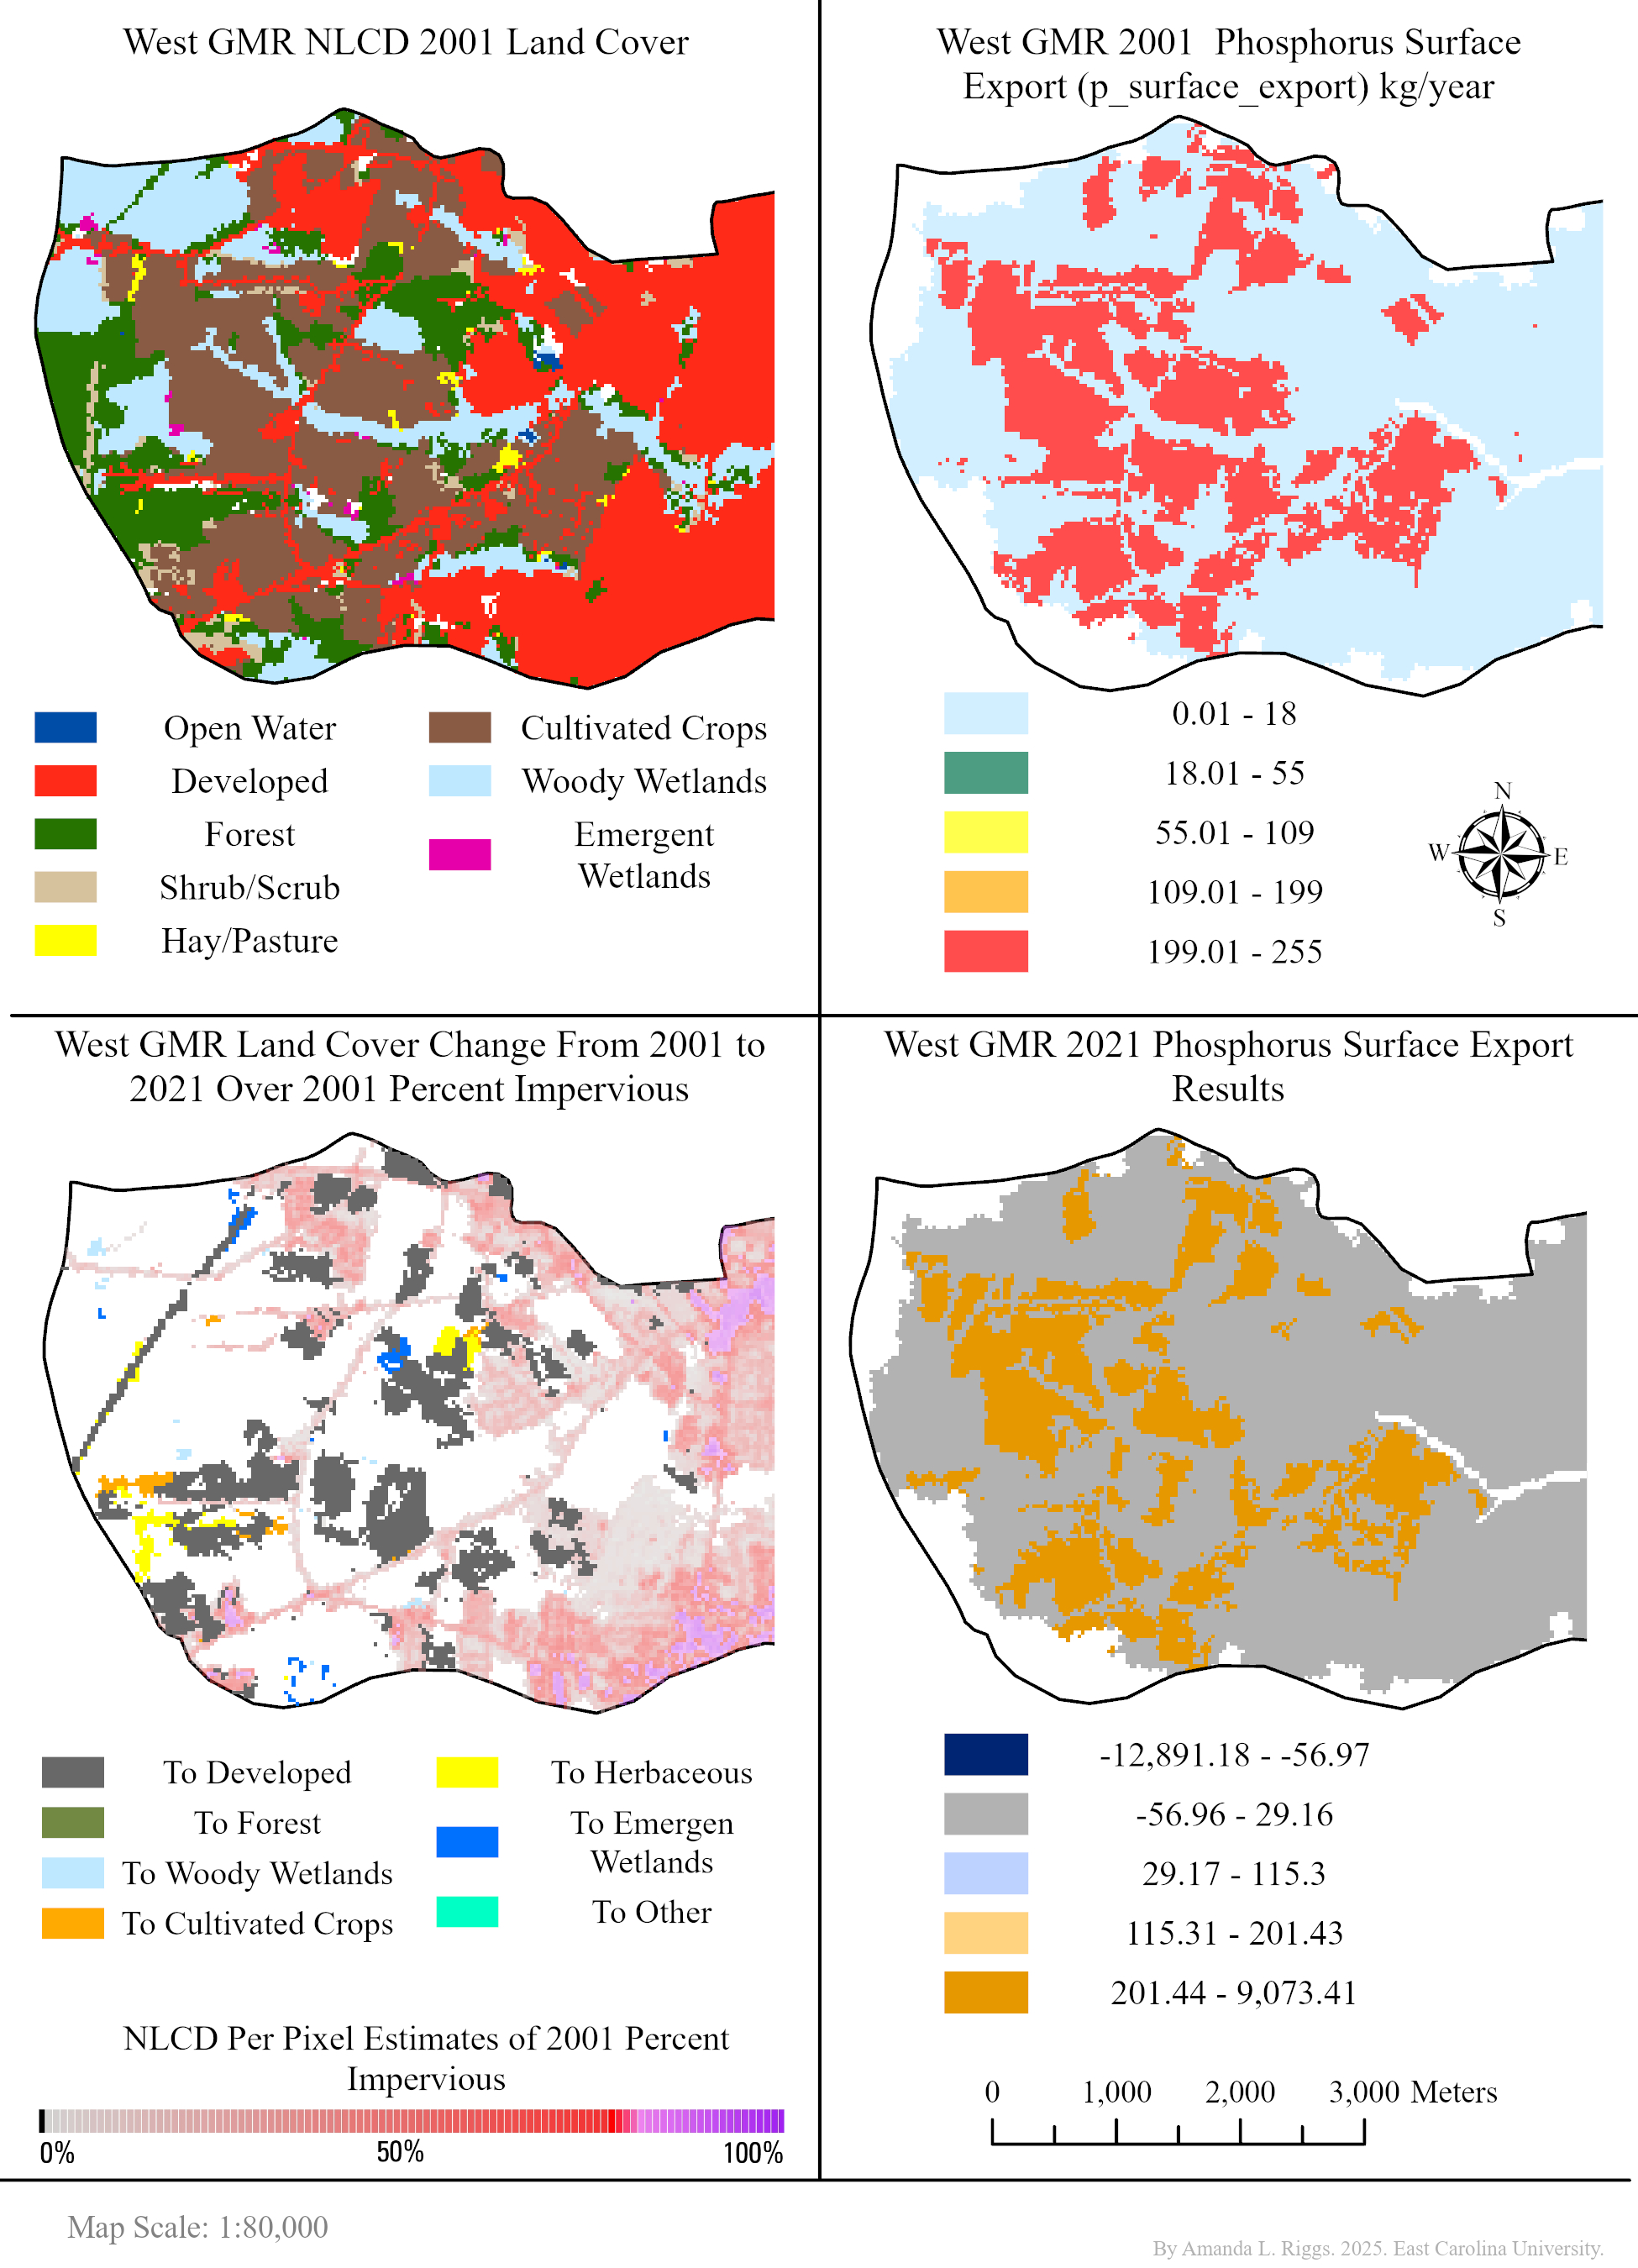 West GMR NLCD 2001 Land Cover
Open Water
Developed
Forest
Shrub/Scrub
Hay/Pasture
Cultivated Crops
Woody Wetlands
Emergent
Wetlands
West GMR 2001 Phosphorus Surface
Export (p_surface_export) kg/year
0.01 - 18
18.01 - 55
55.01 - 109
109.01 - 199
199.01 - 255
N
W
E
S
West GMR Land Cover Change From 2001 to
2021 Over 2001 Percent Impervious
To Developed
To Forest
To Woody Wetlands
To Cultivated Crops
To Herbaceous
To Emergen
Wetlands
To Other
NLCD Per Pixel Estimates of 2001 Percent
Impervious
0%
50%
100%
West GMR 2021 Phosphorus Surface Export
Results
-12,891.18 - -56.97
-56.96 - 29.16
29.17 - 115.3
115.31 - 201.43
201.44 - 9,073.41
0 1,000 2,000 3,000 Meters
Map Scale: 1:80,000
By Amanda L. Riggs. 2025. East Carolina University.